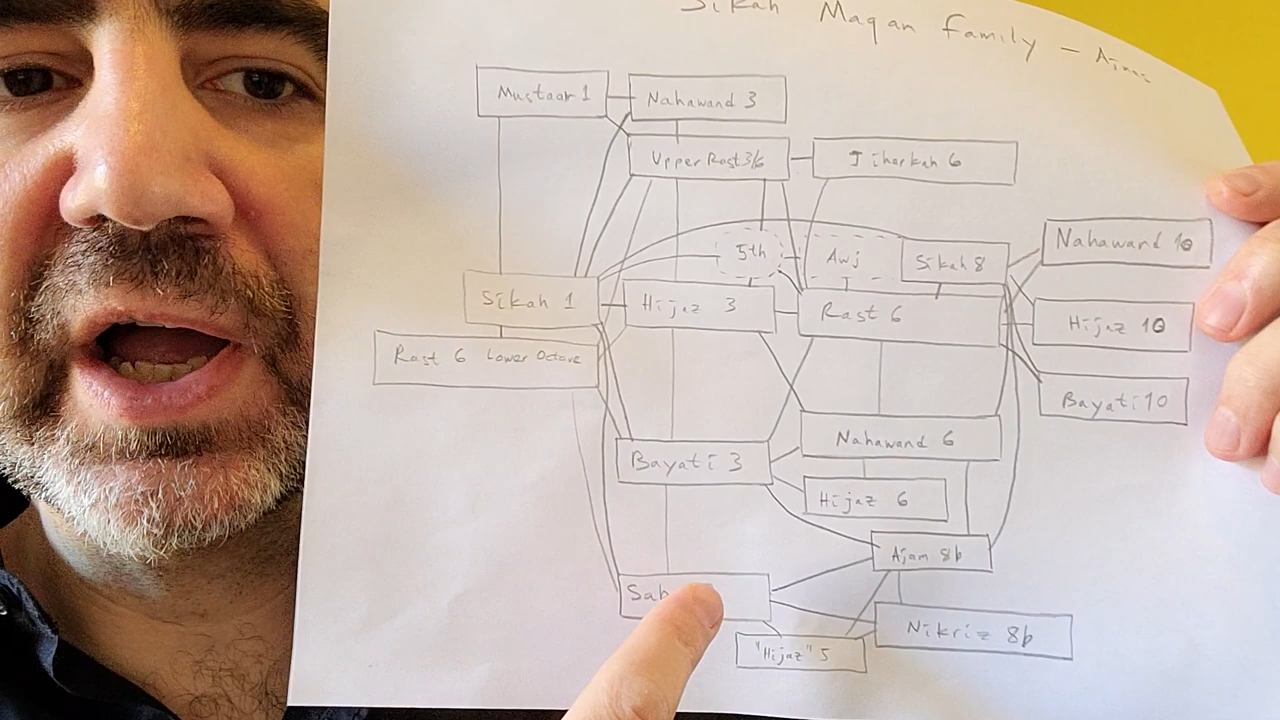 Sikah Maqam Family -
Mustaar 1
Nahawand 3
Upper Rast 3/6
Jiharkah 6
5th
Awj
Sikah 8
Nahawand 10
Sikah 1
Hijaz 3
Rast 6
Hijaz 10
Rast 6 Lower Octave
Bayati 10
Nahawand 6
Bayati 3
Hijaz 6
Ajam 8b
Nikriz 8b
"Hijaz" 5